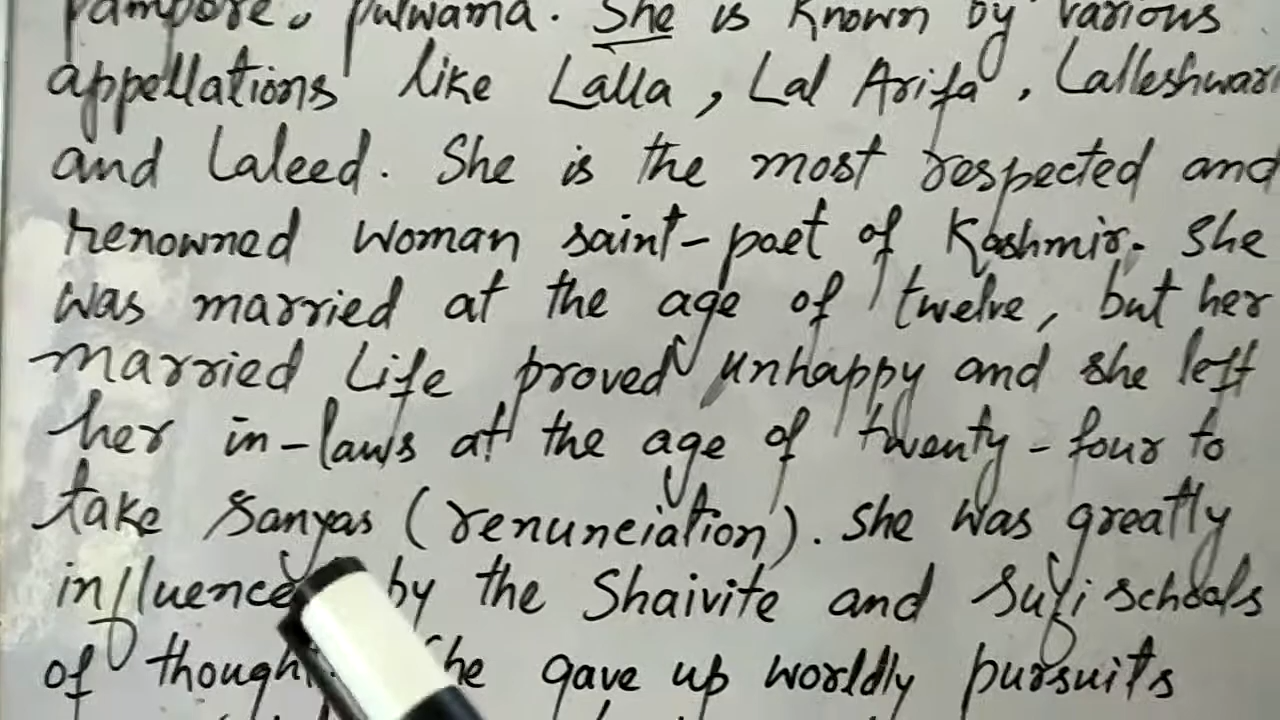 pampore, pulwama. She is known by various
appellations like Lalla, Lal Arifa, Lalleshwari
and Laleed. She is the most respected and
renowned woman saint-poet of Kashmir. She
was married at the age of twelve, but her
married life proved unhappy and she left
her in-laws at the age of twenty-four to
take Sanyas (renunciation). She was greatly
influence by the Shaivite and Sufi schools
of though he gave up worldly pursuits